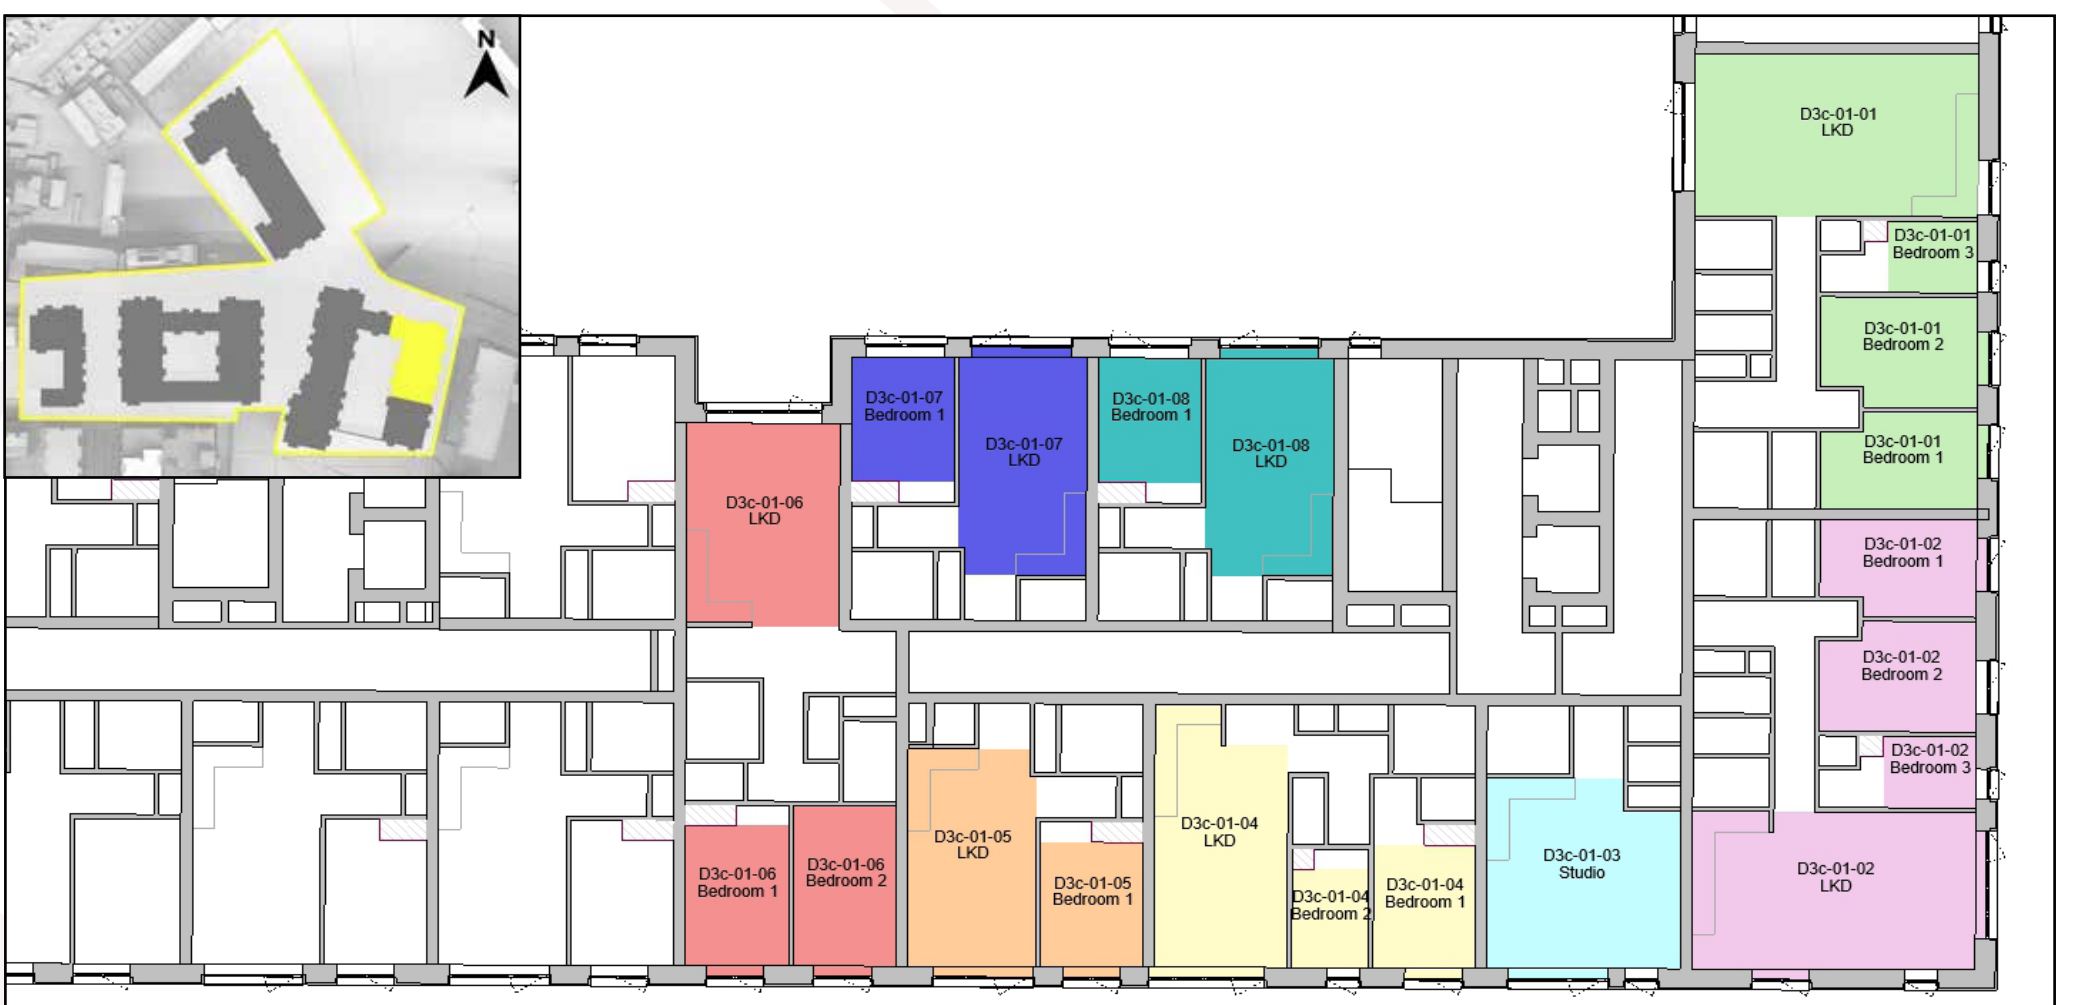 N
D3c-01-01
LKD
D3c-01-01
Bedroom 3
D3c-01-01
Bedroom 2
D3c-01-01
Bedroom 1
D3c-01-07
Bedroom 1
D3c-01-07
LKD
D3c-01-08
Bedroom 1
D3c-01-08
LKD
D3c-01-06
LKD
D3c-01-02
Bedroom 1
D3c-01-02
Bedroom 2
D3c-01-02
Bedroom 3
D3c-01-02
LKD
D3c-01-06
Bedroom 1
D3c-01-06
Bedroom 2
D3c-01-05
LKD
D3c-01-05
Bedroom 1
D3c-01-04
LKD
D3c-01-04
Bedroom 2
D3c-01-04
Bedroom 1
D3c-01-03
Studio